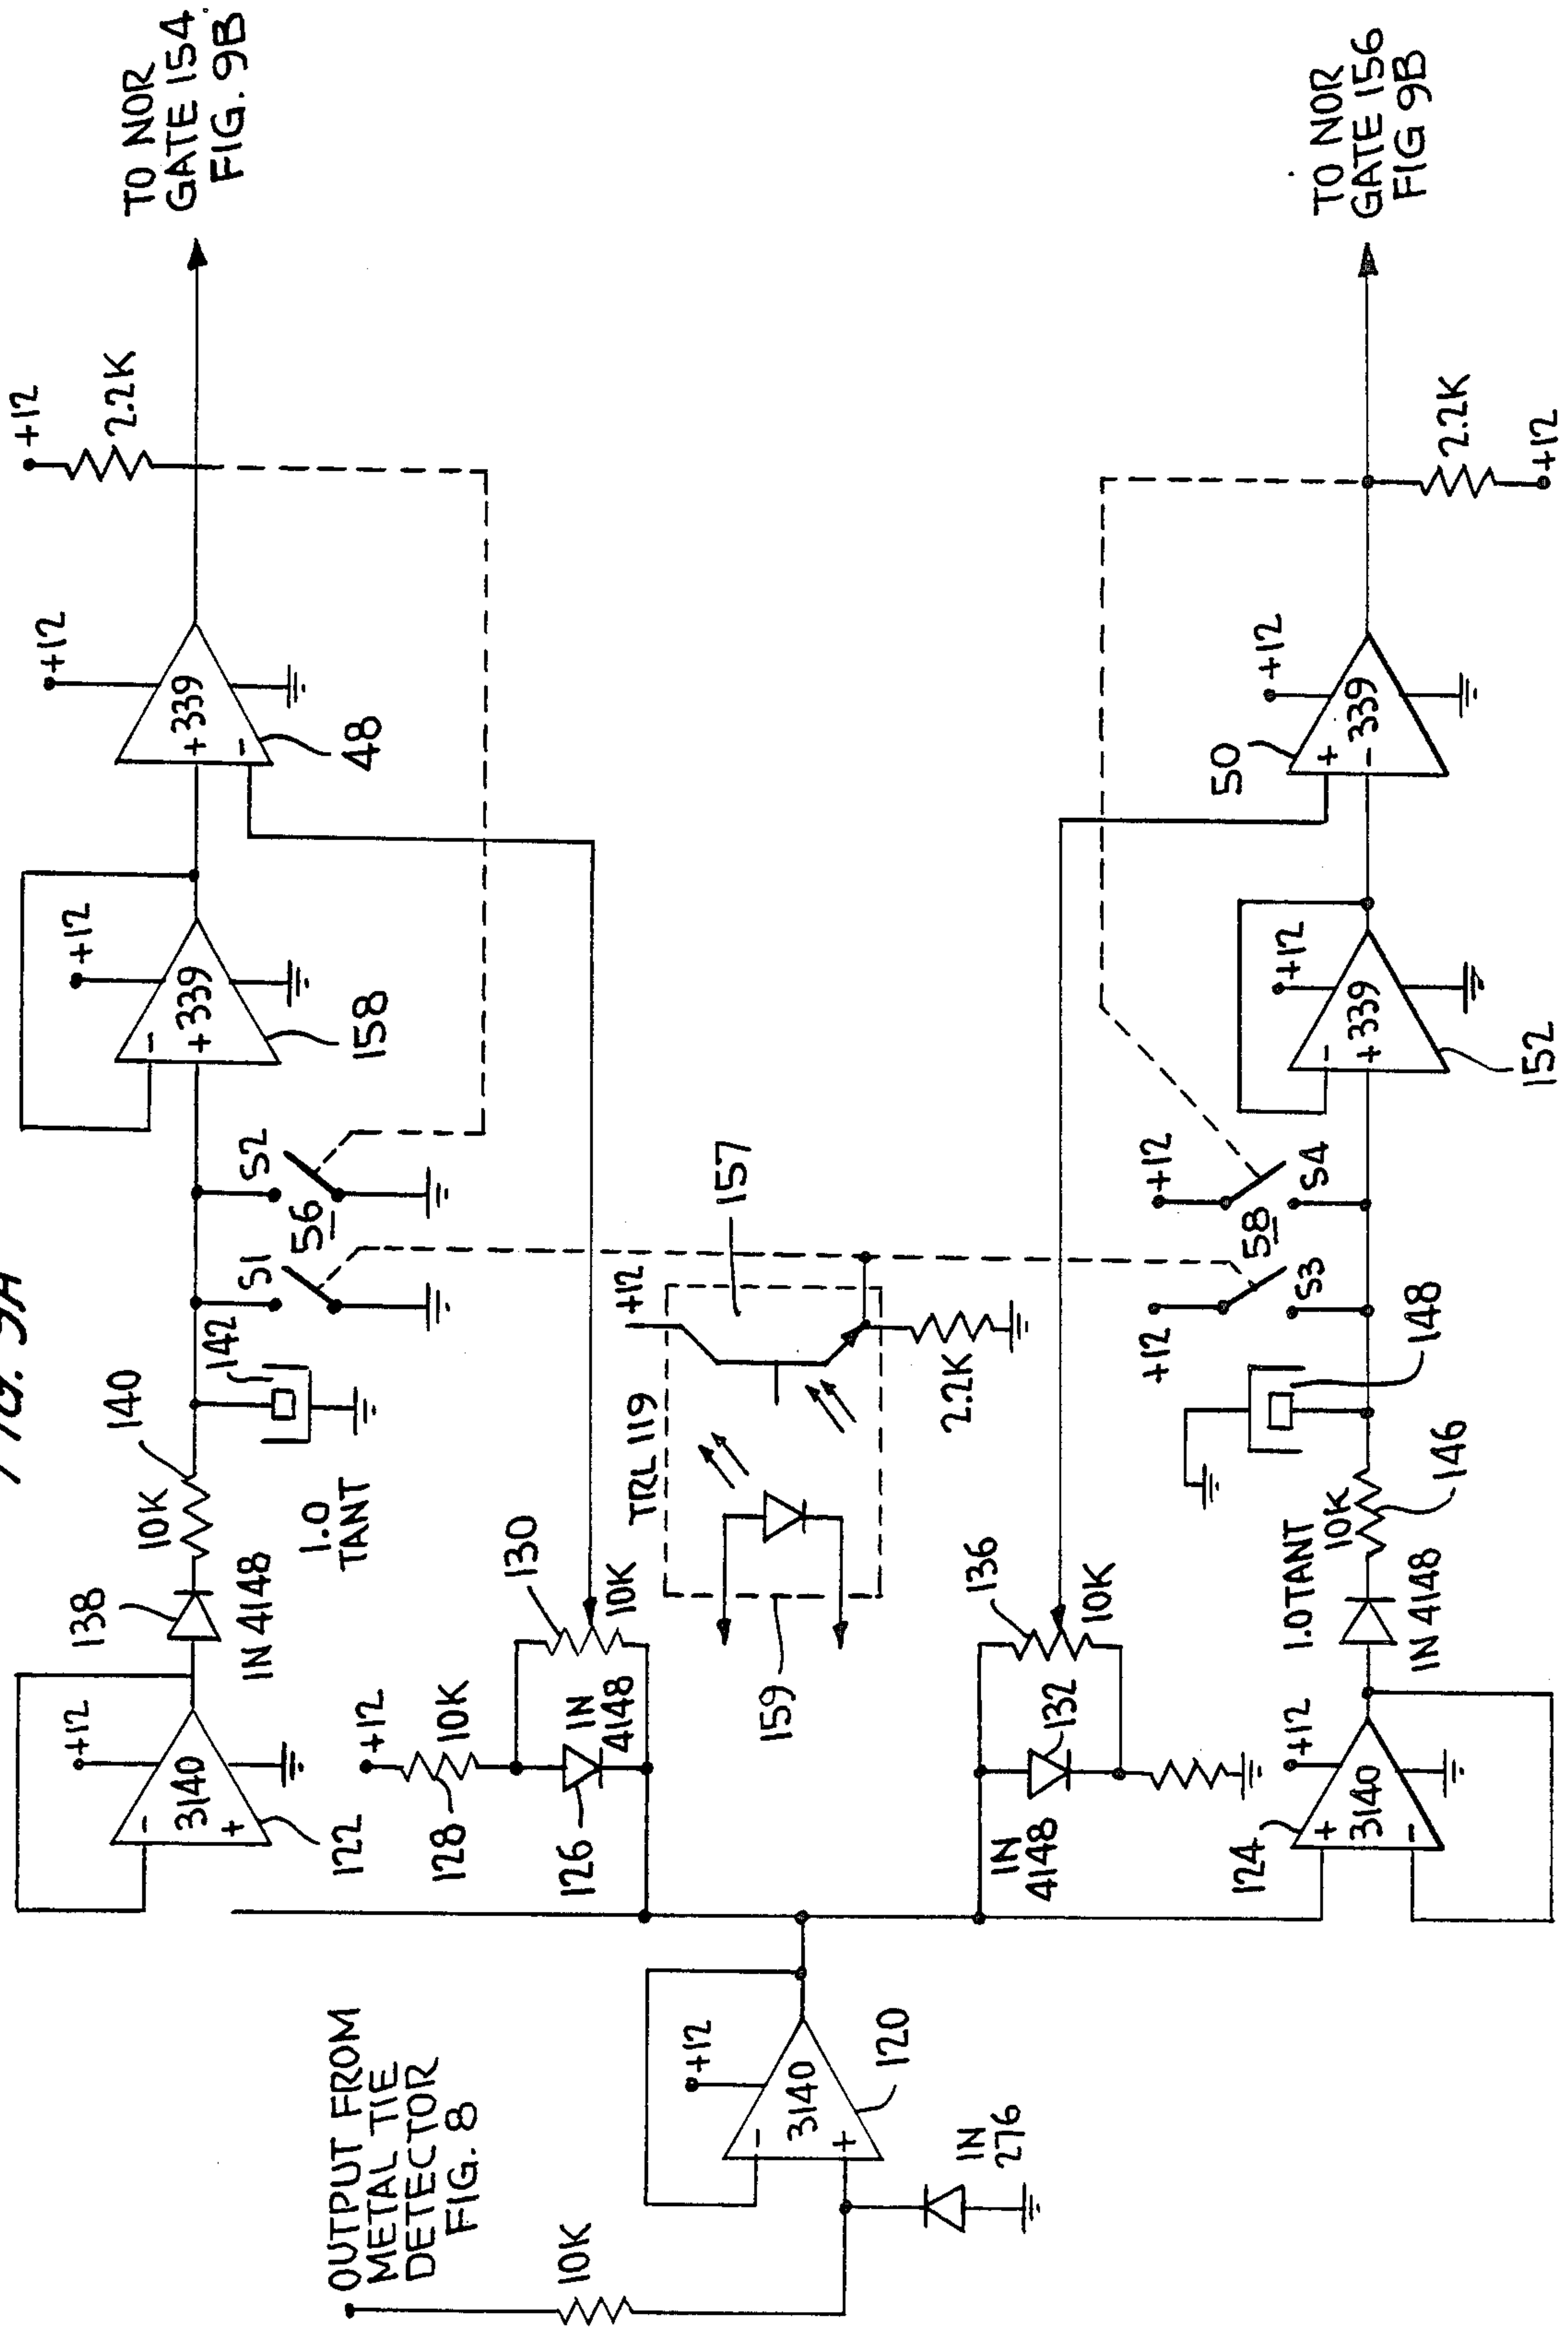 FIG. 9A
OUTPUT FROM
METAL TIE
DETECTOR
FIG. 8
10K
IN
276
-
3140
+
+12
120
-
3140
+
+12
122
138
IN 4148
10K
140
142
1.0
TANT
S1
56
S2
-
+339
+12
158
+339
-
+12
48
+12
2.2K
TO NOR
GATE 154
FIG. 9B
+12
128
10K
126
IN
4148
130
10K
TRL 119
159
157
+12
2.2K
136
10K
132
IN
4148
124
+
3140
-
+12
IN 4148
1.0TANT
10K
146
148
+12
S3
58
+12
S4
-
+339
+12
152
50
+
339
-
+12
2.2K
+12
TO NOR
GATE 156
FIG 9B